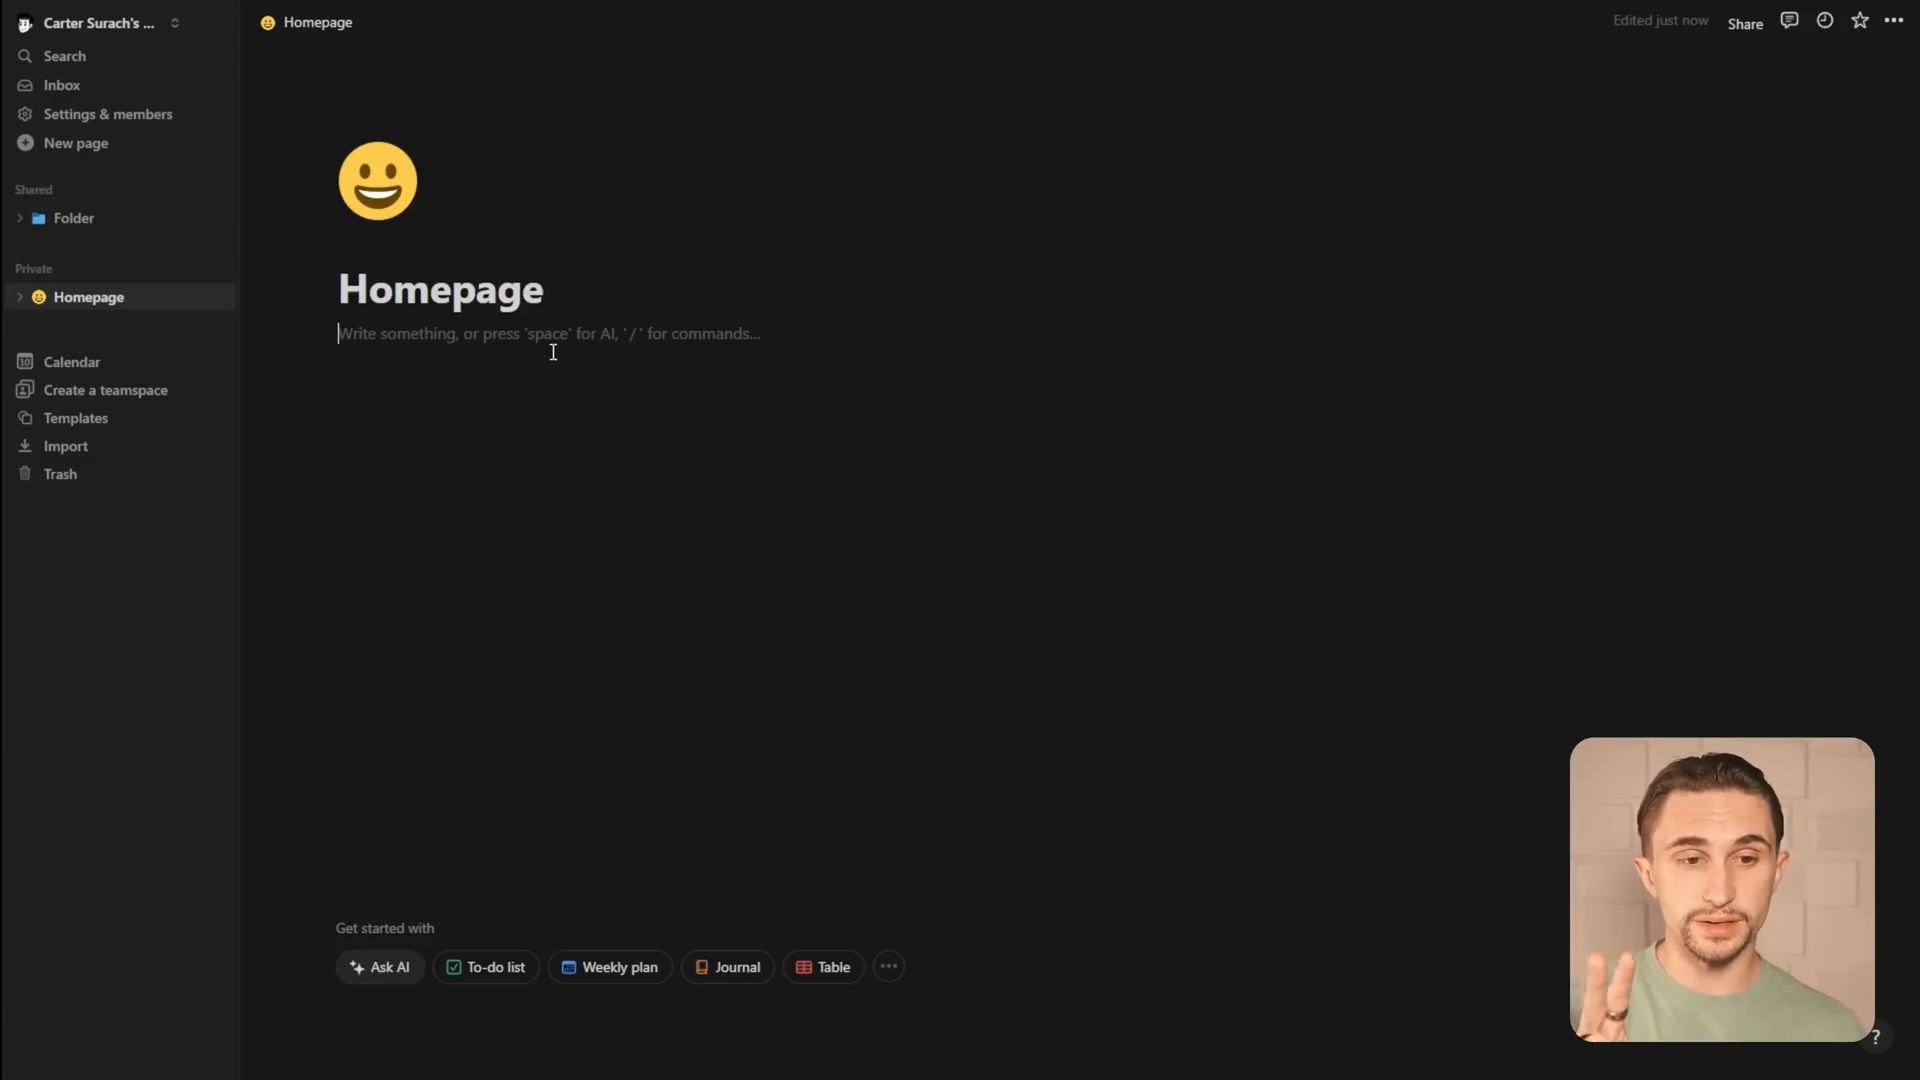 Carter Surach's ...
Search
Inbox
Settings & members
New page
Shared
Folder
Private
Homepage
10 Calendar
Create a teamspace
Templates
Import
Trash
Homepage
Edited just now
Share
Homepage
Write something, or press 'space' for AI, '/' for commands...
Get started with
Ask AI
To-do list
Weekly plan
Journal
Table
?